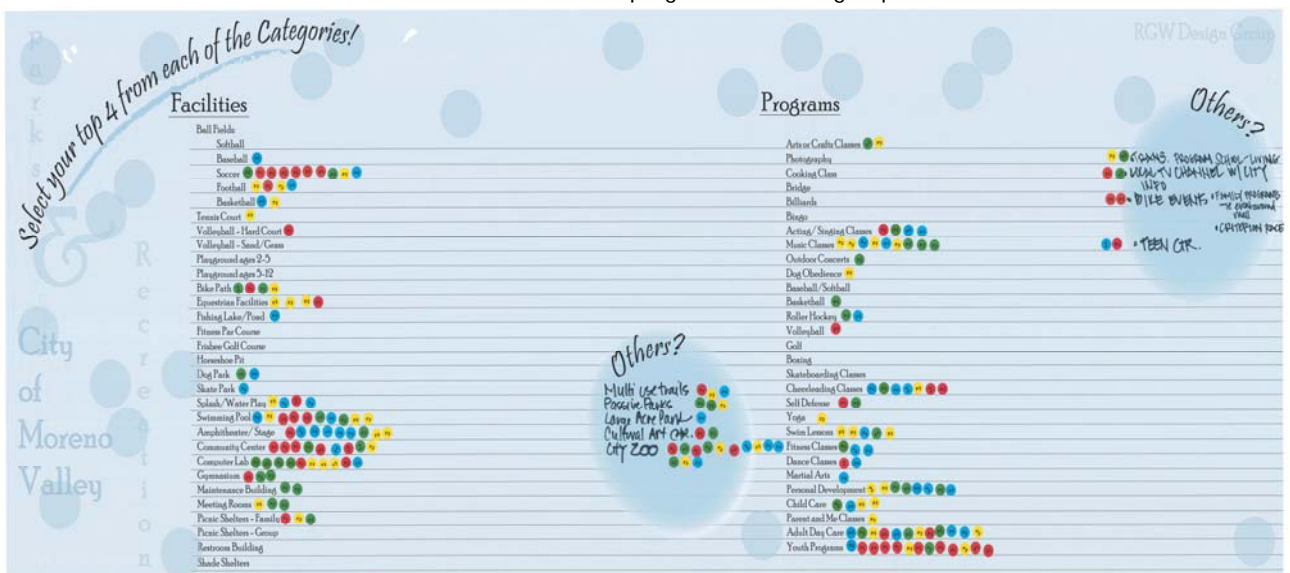 Select your top 4 from each of the Categories!
RGW Design Group
Parks
&
Recreation
City
of
Moreno
Valley
Facilities
Ball Fields
Softball
Baseball
Soccer
Football
Basketball
Tennis Court
Volleyball - Hard Court
Volleyball - Sand/Grass
Playground ages 2-5
Playground ages 5-12
Bike Path
Equestrian Facilities
Fishing Lake/Pond
Fitness Par Course
Frisbee Golf Course
Horseshoe Pit
Dog Park
Skate Park
Splash/Water Play
Swimming Pool
Amphitheater/ Stage
Community Center
Computer Lab
Gymnasium
Maintenance Building
Meeting Rooms
Picnic Shelters - Family
Picnic Shelters - Group
Restroom Building
Shade Shelters
Others?
Multi use trails
Passive Parks
Large Acre Park
Cultural Art Ctr.
City Zoo
Programs
Arts or Crafts Classes
Photography
Cooking Class
Bridge
Billiards
Bingo
Acting/Singing Classes
Music Classes
Outdoor Concerts
Dog Obedience
Baseball/Softball
Basketball
Roller Hockey
Volleyball
Golf
Boxing
Skateboarding Classes
Cheerleading Classes
Self Defense
Yoga
Swim Lessons
Fitness Classes
Dance Classes
Martial Arts
Personal Development
Child Care
Parent and Me Classes
Adult Day Care
Youth Programs
Others?
PROGRAM
LOCAL TV CHANNEL W/ CITY
INFO
• BIKE EVENTS • FAMILY PROGRAMS
• CRITERIUM RACE
• TEEN CTR.